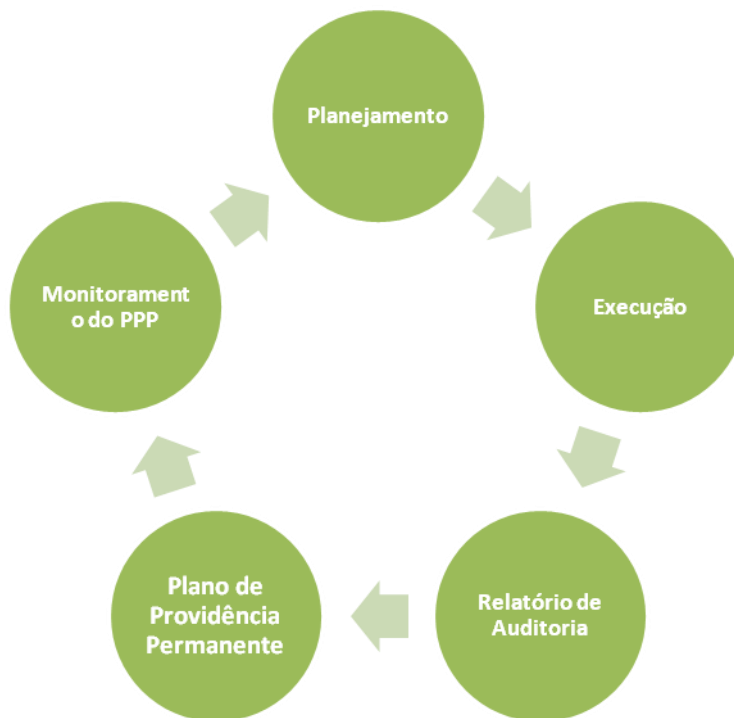 Planejamento
Execução
Relatório de
Auditoria
Plano de
Providência
Permanente
Monitorament
o do PPP